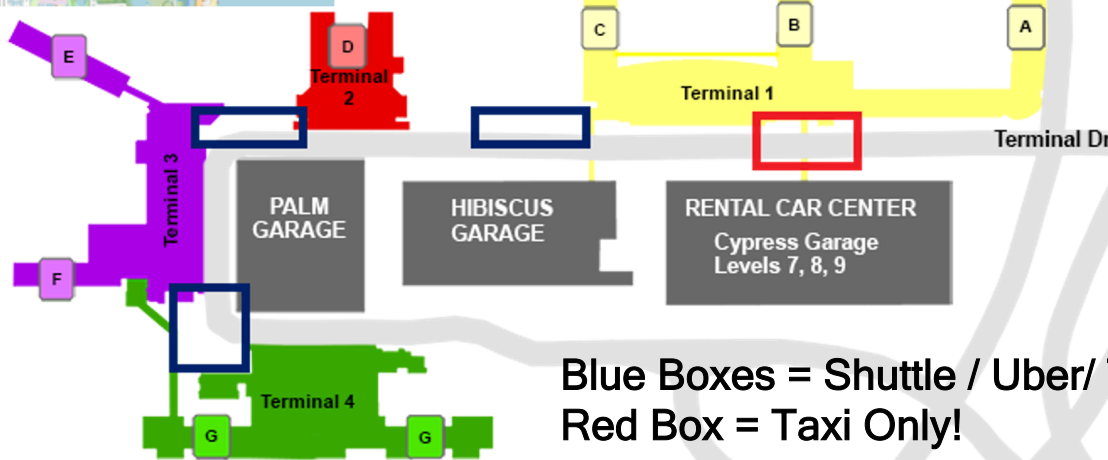 E
D
C
B
A
Terminal
2
Terminal 1
Terminal Dr
Terminal 3
PALM
GARAGE
HIBISCUS
GARAGE
RENTAL CAR CENTER
Cypress Garage
Levels 7, 8, 9
F
Blue Boxes = Shuttle / Uber/
Red Box = Taxi Only!
Terminal 4
G
G